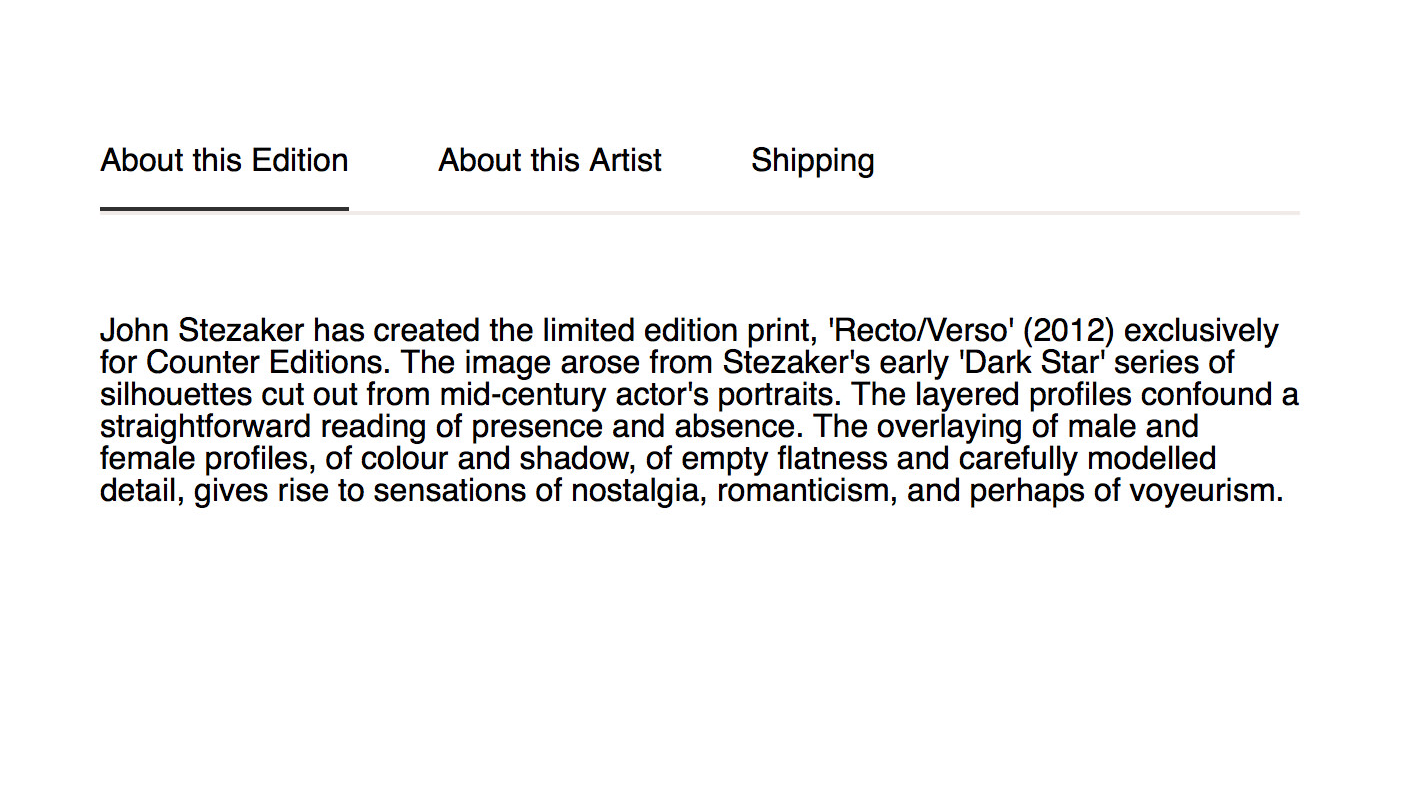 About this Edition About this Artist Shipping
John Stezaker has created the limited edition print, 'Recto/Verso' (2012) exclusively
for Counter Editions. The image arose from Stezaker's early 'Dark Star' series of
silhouettes cut out from mid-century actor's portraits. The layered profiles confound a
straightforward reading of presence and absence. The overlaying of male and
female profiles, of colour and shadow, of empty flatness and carefully modelled
detail, gives rise to sensations of nostalgia, romanticism, and perhaps of voyeurism.